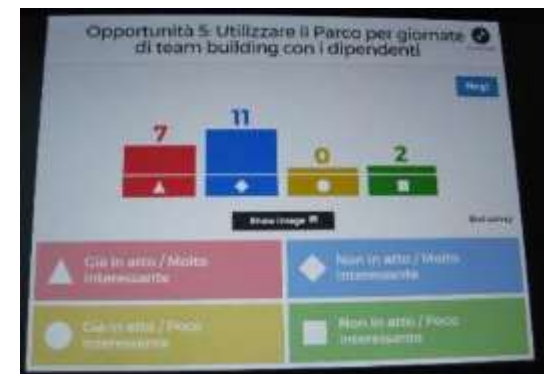 Opportunità 5: Utilizzare il Parco per giornate
di team building con i dipendenti
Next
7
11
0
2
Show image
End survey
Già in atto / Molto
interessante
Non in atto / Molto
interessante
Già in atto / Poco
interessante
Non in atto / Poco
interessante